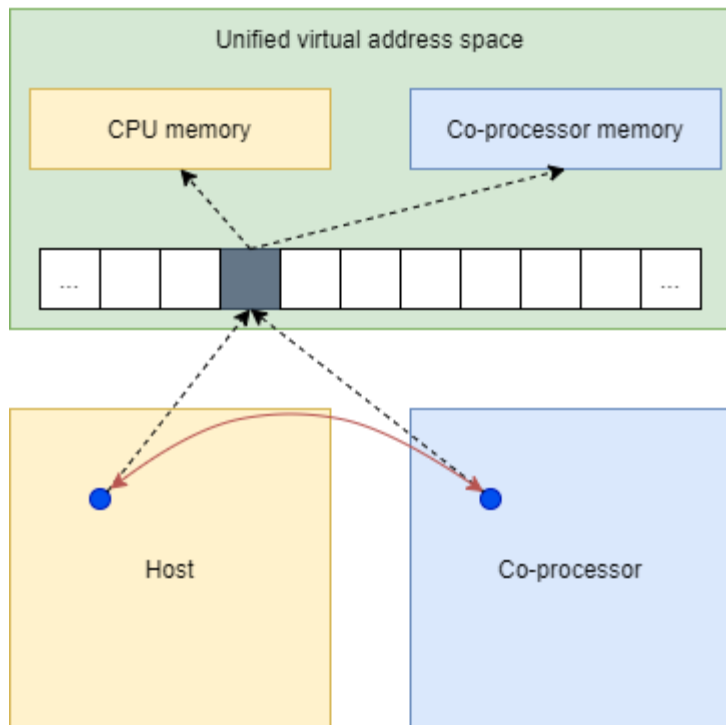 Unified virtual address space
CPU memory
Co-processor memory
...
...
Host
Co-processor